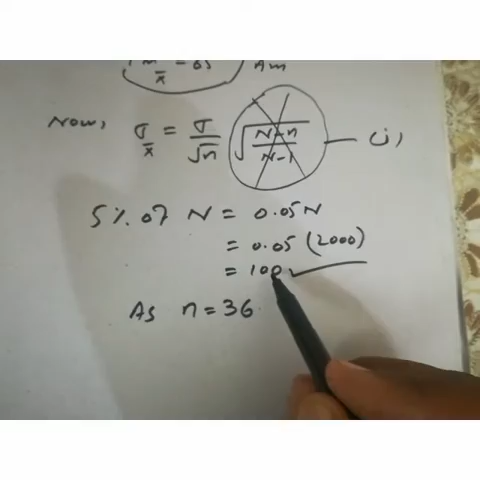 Now, σx̄ = σ/√n √(N-n/N-1) — (i)
5% of N = 0.05N
= 0.05 (2000)
= 100 ✓
As n = 36